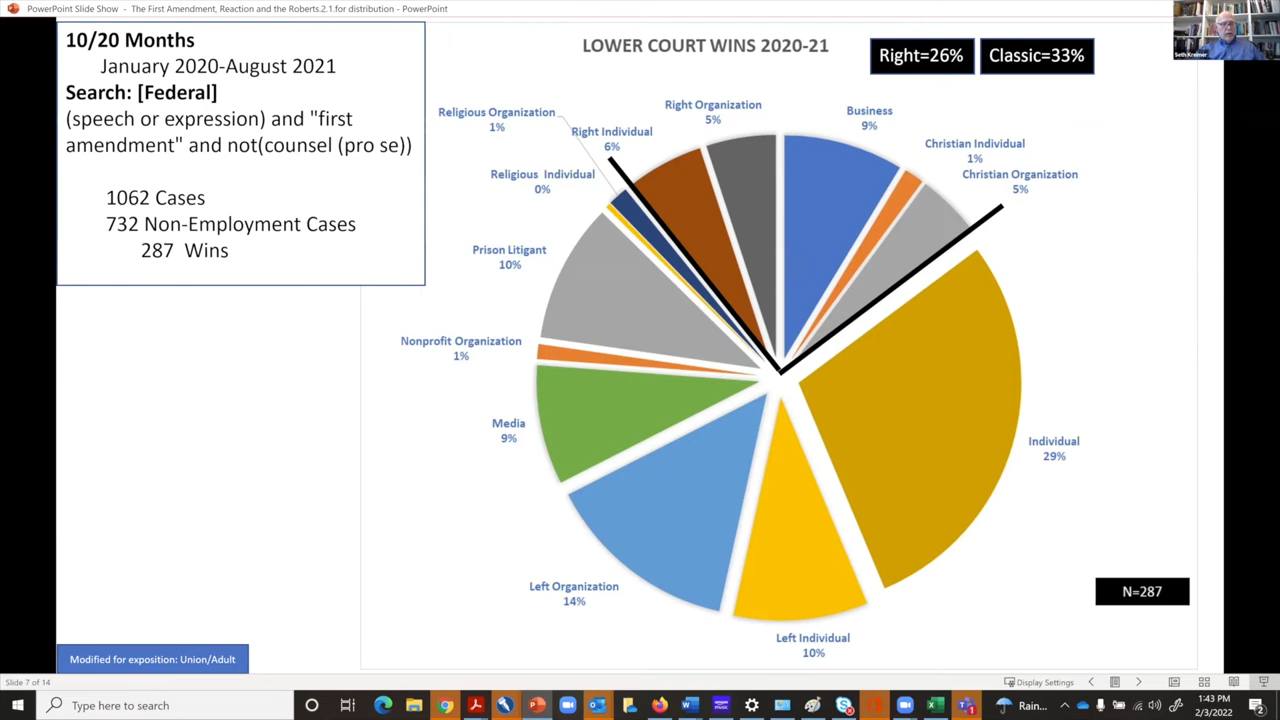 PowerPoint Slide Show - The First Amendment, Reaction and the Roberts.2.1.for distribution - PowerPoint
10/20 Months
January 2020-August 2021
Search: [Federal]
(speech or expression) and "first
amendment" and not(counsel (pro se))
1062 Cases
732 Non-Employment Cases
287 Wins
LOWER COURT WINS 2020-21
Right=26%
Classic=33%
Seth Kreimer
Religious Organization
1%
Right Individual
6%
Right Organization
5%
Business
9%
Christian Individual
1%
Christian Organization
5%
Religious Individual
0%
Prison Litigant
10%
Nonprofit Organization
1%
Media
9%
Individual
29%
Left Organization
14%
Left Individual
10%
N=287
Modified for exposition: Union/Adult
Slide 7 of 14
Display Settings
Type here to search
Rain...
1:43 PM
2/3/2022